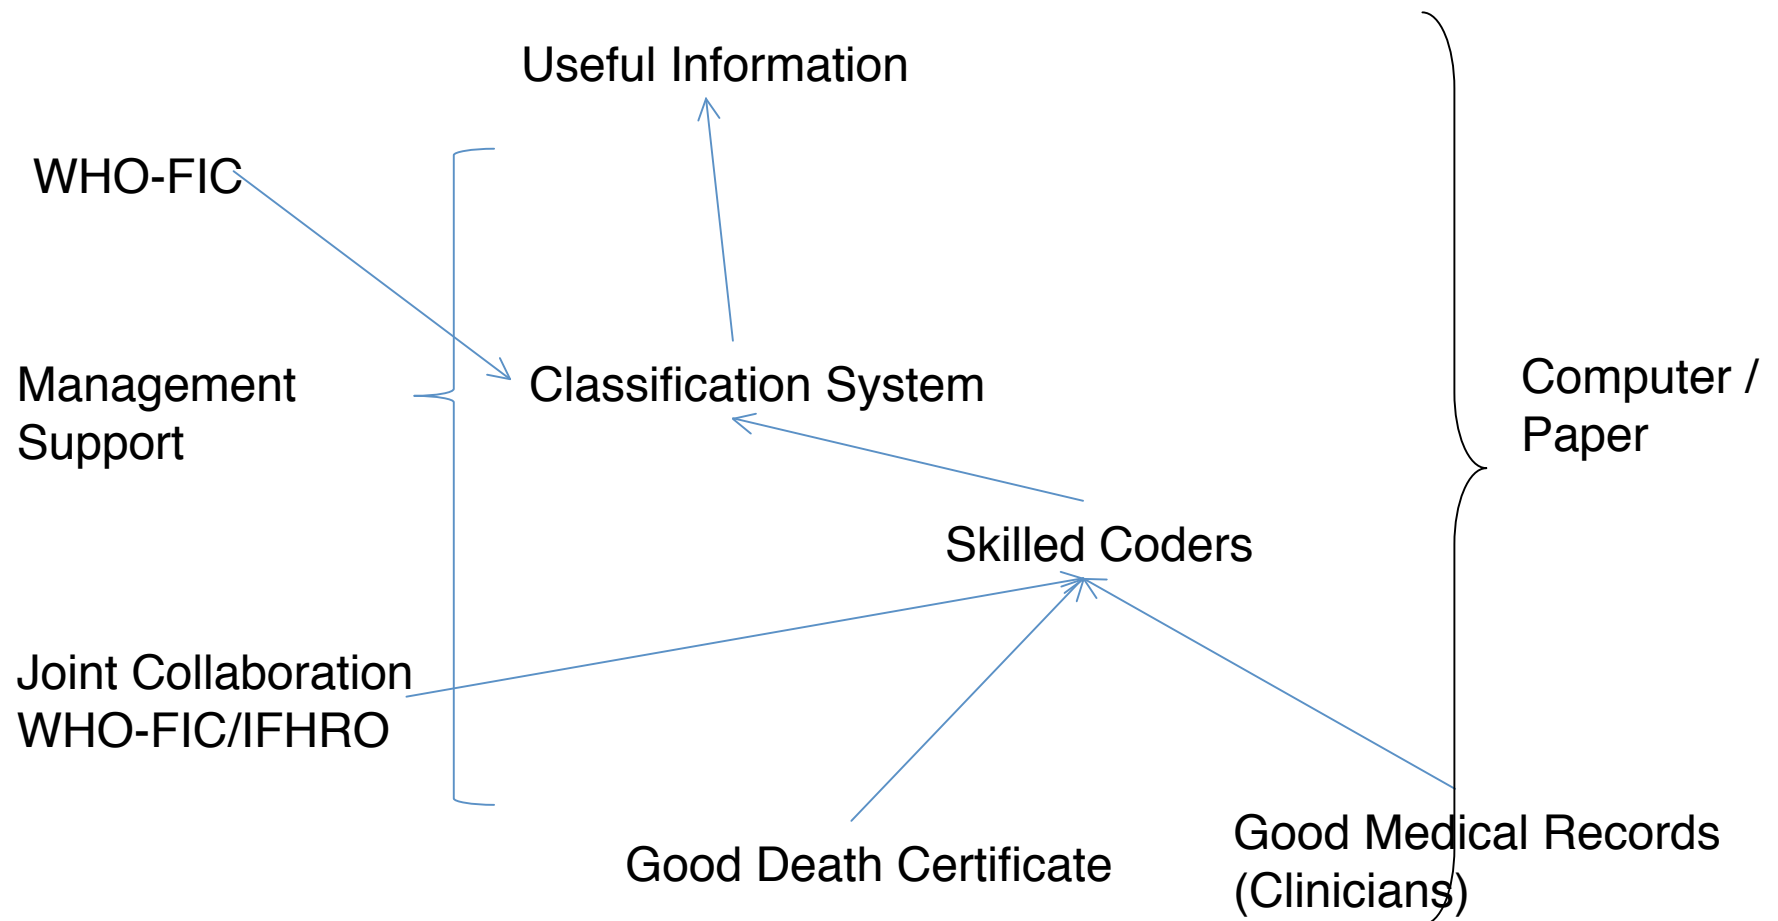 Useful Information
WHO-FIC
Management
Support
Classification System
Computer /
Paper
Skilled Coders
Joint Collaboration
WHO-FIC/IFHRO
Good Death Certificate
Good Medical Records
(Clinicians)